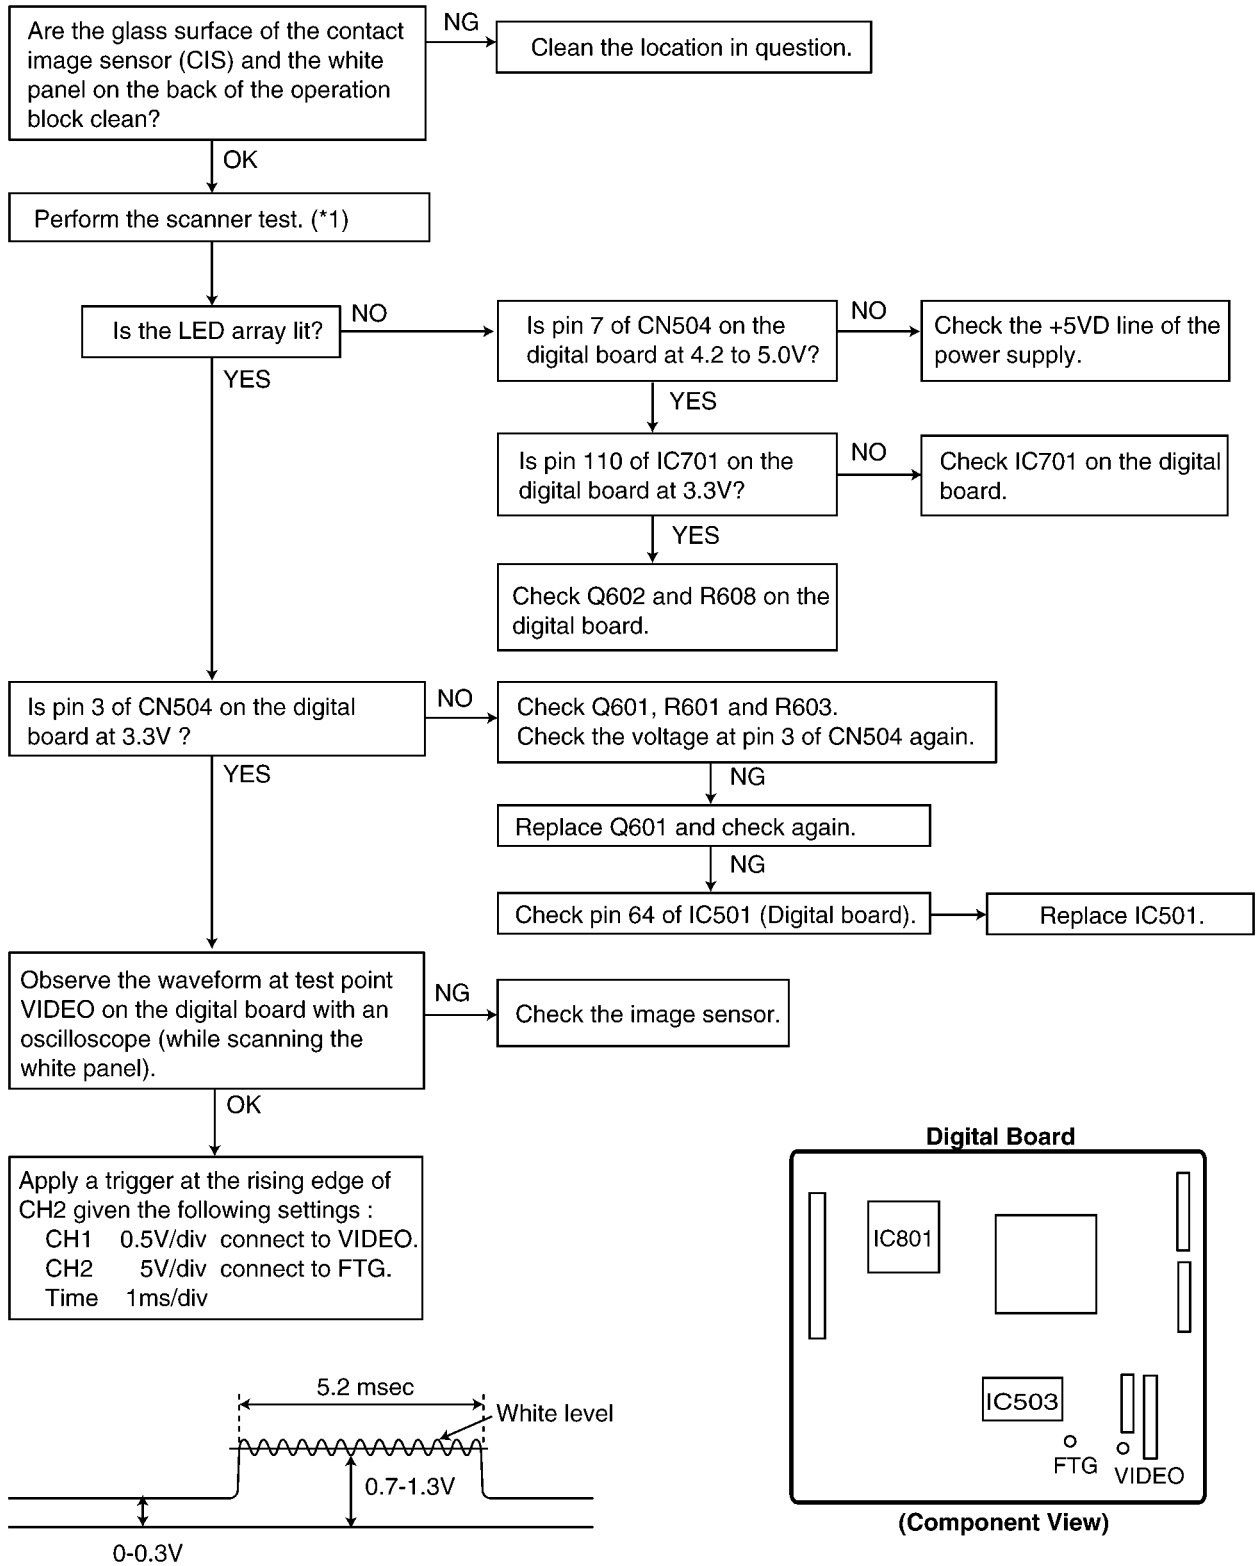 Are the glass surface of the contact
image sensor (CIS) and the white
panel on the back of the operation
block clean?
NG
Clean the location in question.
OK
Perform the scanner test. (*1)
Is the LED array lit?
NO
Is pin 7 of CN504 on the
digital board at 4.2 to 5.0V?
NO
Check the +5VD line of the
power supply.
YES
YES
Is pin 110 of IC701 on the
digital board at 3.3V?
NO
Check IC701 on the digital
board.
YES
Check Q602 and R608 on the
digital board.
Is pin 3 of CN504 on the digital
board at 3.3V ?
NO
Check Q601, R601 and R603.
Check the voltage at pin 3 of CN504 again.
YES
NG
Replace Q601 and check again.
NG
Check pin 64 of IC501 (Digital board).
Replace IC501.
Observe the waveform at test point
VIDEO on the digital board with an
oscilloscope (while scanning the
white panel).
NG
Check the image sensor.
OK
Apply a trigger at the rising edge of
CH2 given the following settings :
CH1 0.5V/div connect to VIDEO.
CH2 5V/div connect to FTG.
Time 1ms/div
5.2 msec
White level
0.7-1.3V
0-0.3V
Digital Board
IC801
IC503
FTG
VIDEO
(Component View)